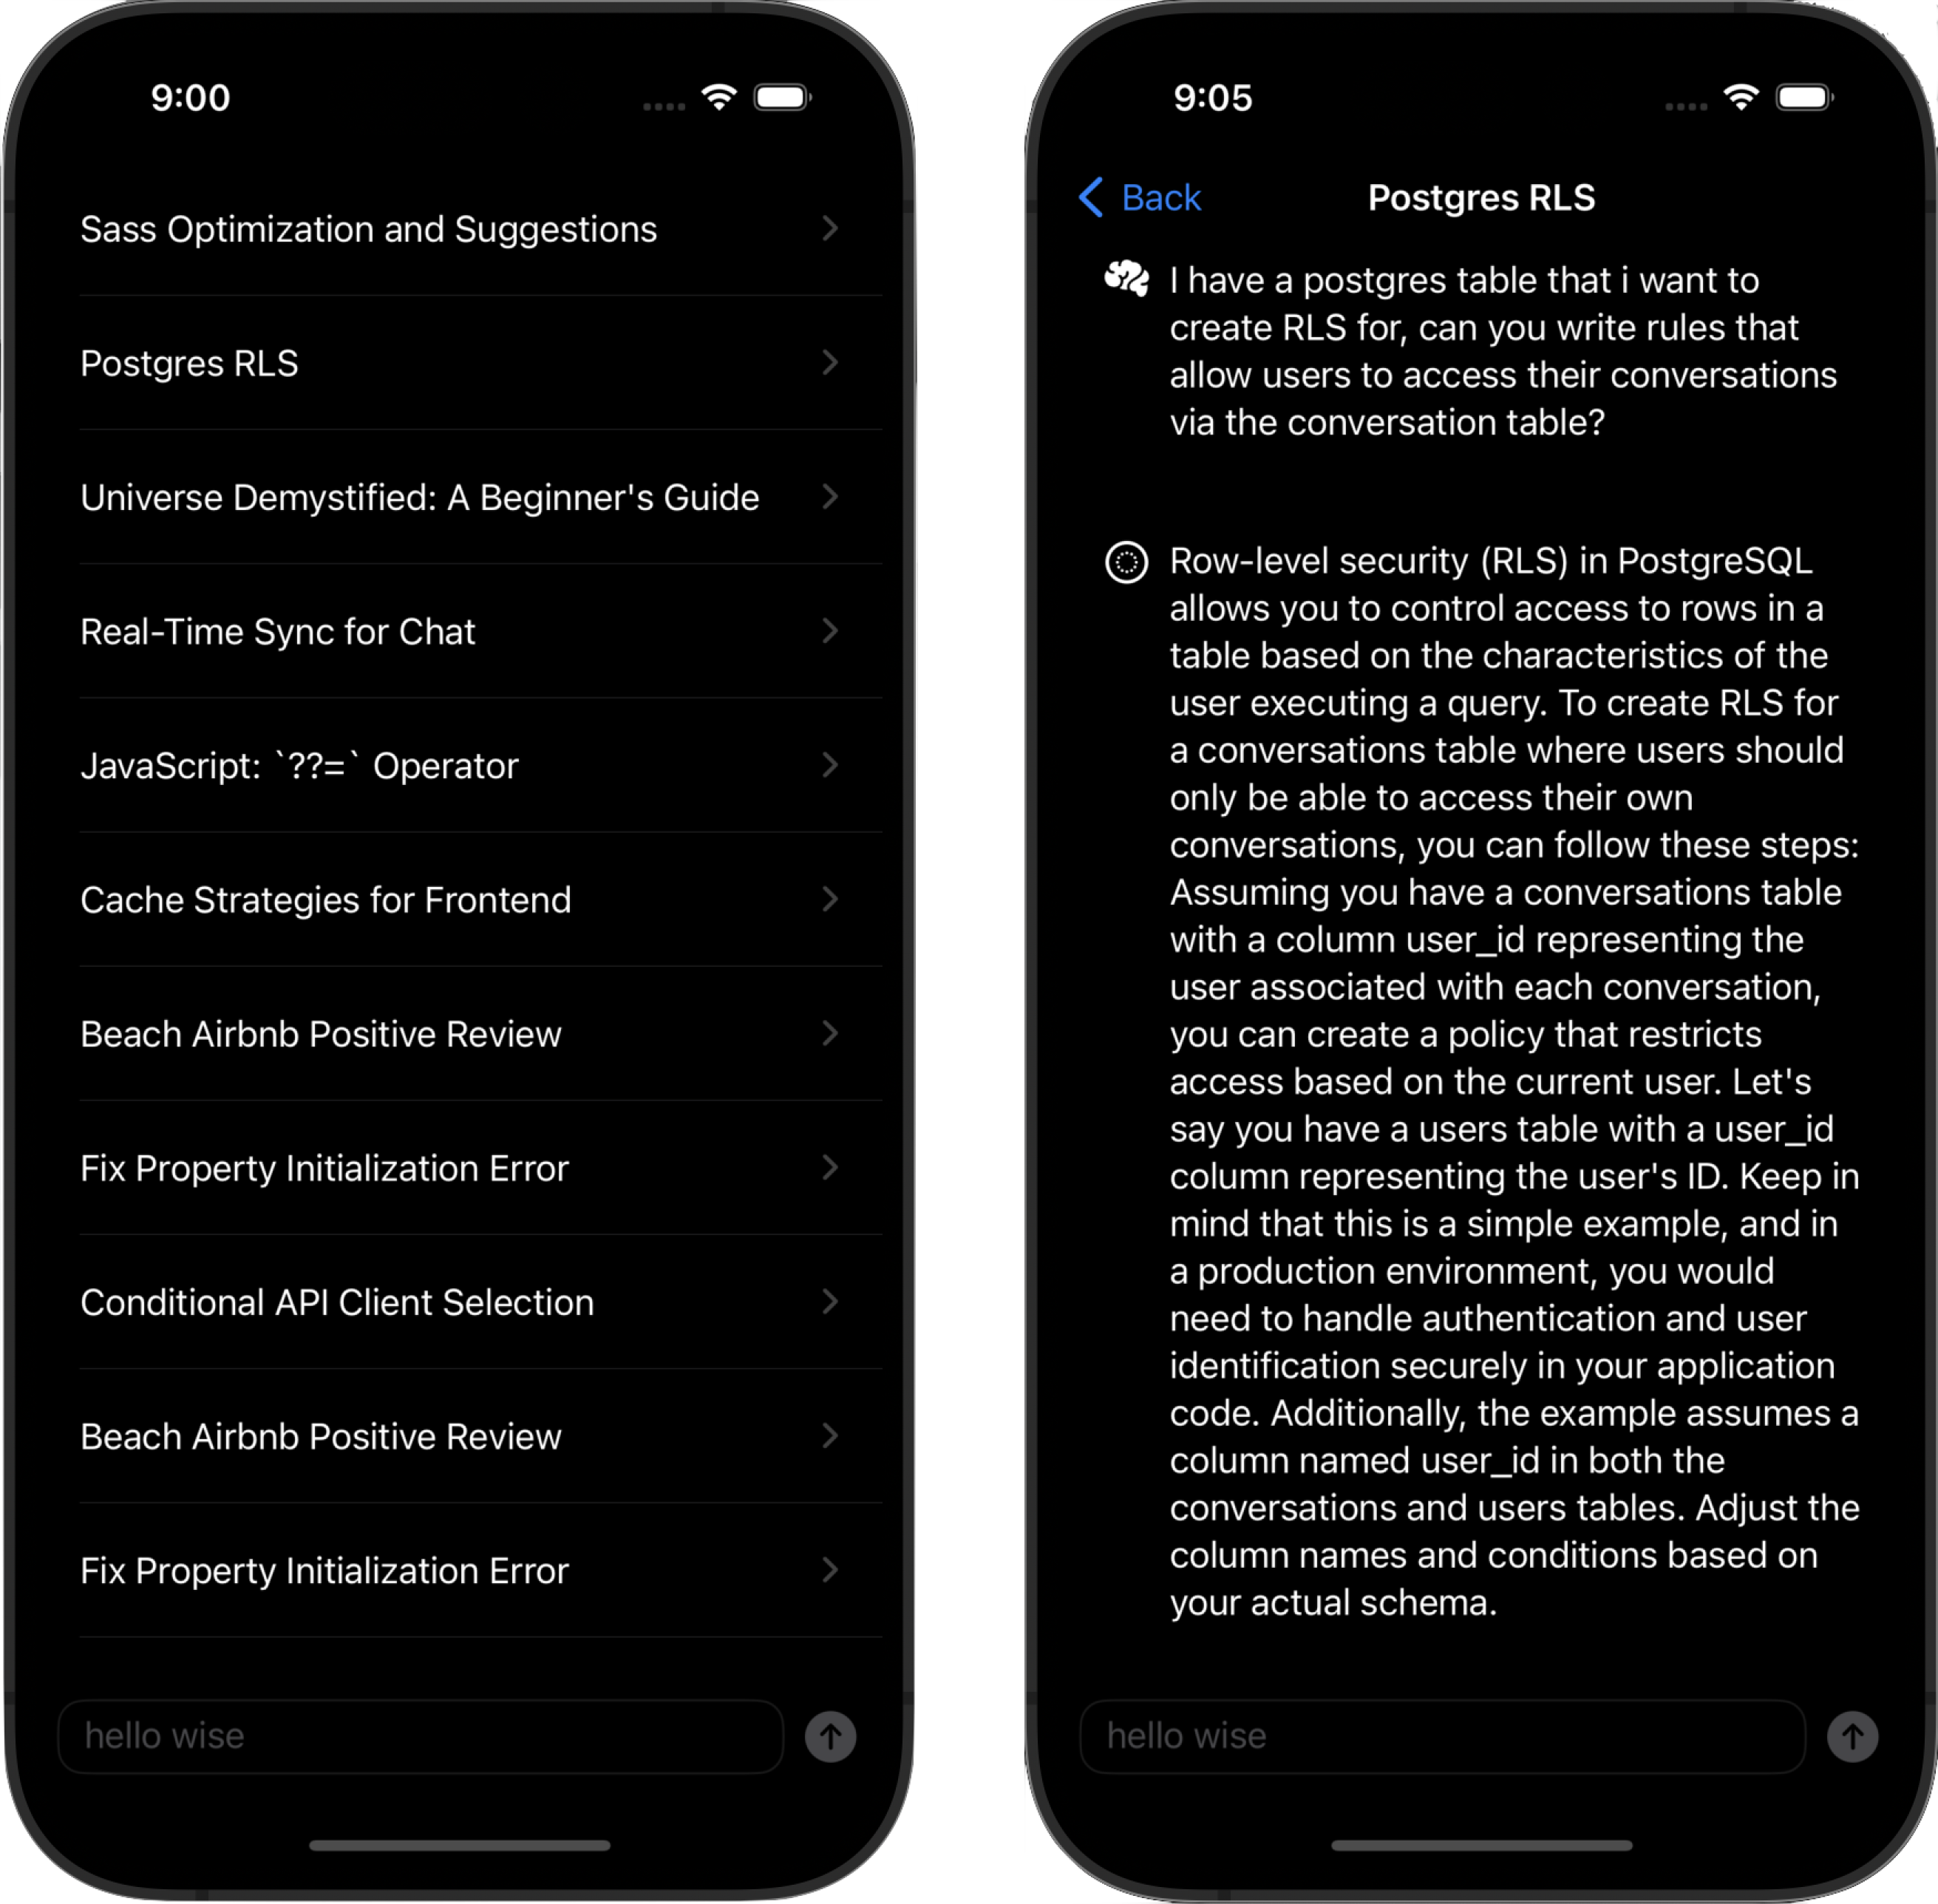 9:00
Sass Optimization and Suggestions
Postgres RLS
Universe Demystified: A Beginner's Guide
Real-Time Sync for Chat
JavaScript: `??=` Operator
Cache Strategies for Frontend
Beach Airbnb Positive Review
Fix Property Initialization Error
Conditional API Client Selection
Beach Airbnb Positive Review
Fix Property Initialization Error
hello wise
9:05
Back
Postgres RLS
I have a postgres table that i want to
create RLS for, can you write rules that
allow users to access their conversations
via the conversation table?
Row-level security (RLS) in PostgreSQL
allows you to control access to rows in a
table based on the characteristics of the
user executing a query. To create RLS for
a conversations table where users should
only be able to access their own
conversations, you can follow these steps:
Assuming you have a conversations table
with a column user_id representing the
user associated with each conversation,
you can create a policy that restricts
access based on the current user. Let's
say you have a users table with a user_id
column representing the user's ID. Keep in
mind that this is a simple example, and in
a production environment, you would
need to handle authentication and user
identification securely in your application
code. Additionally, the example assumes a
column named user_id in both the
conversations and users tables. Adjust the
column names and conditions based on
your actual schema.
hello wise